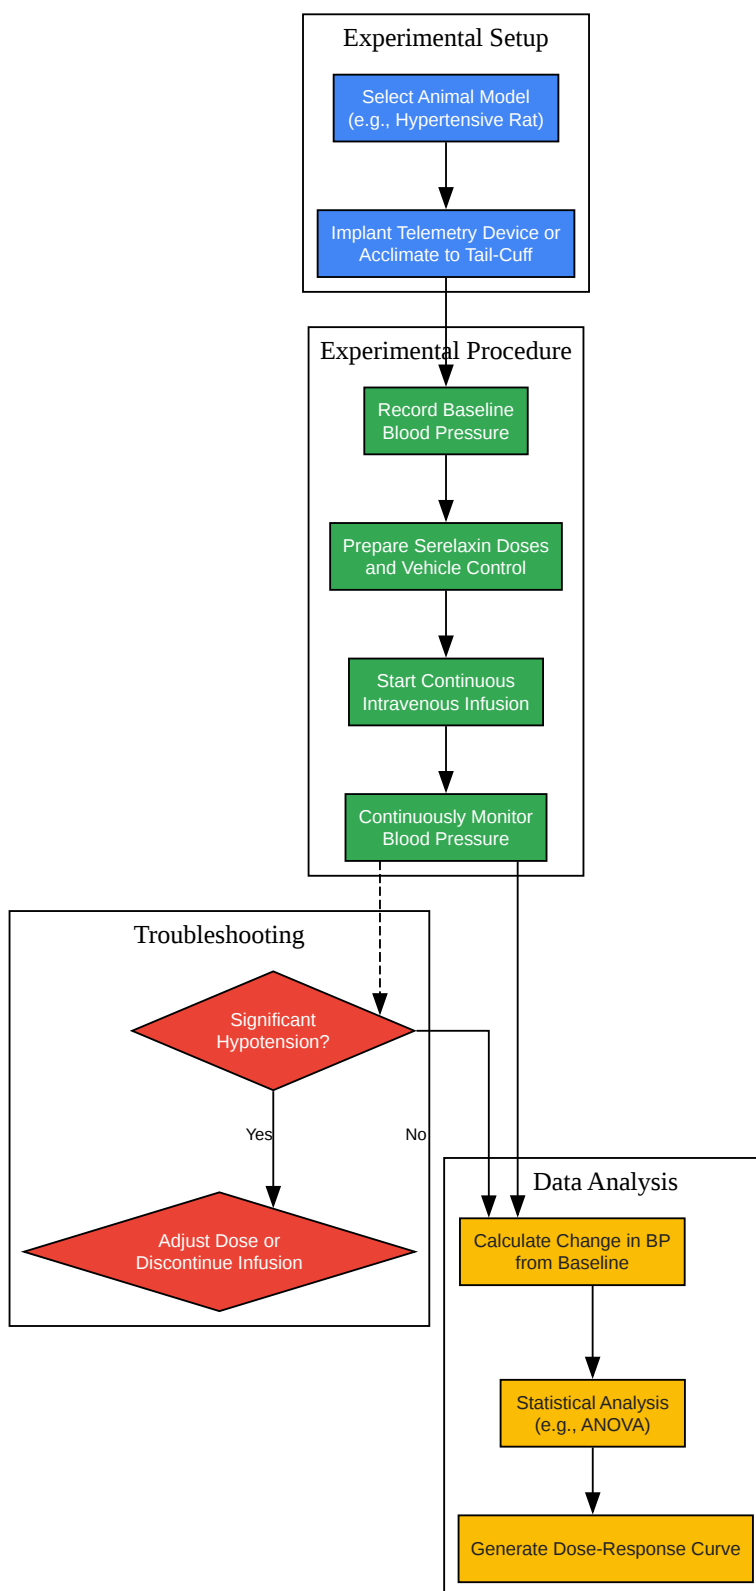 Experimental Setup
Select Animal Model
(e.g., Hypertensive Rat)
Implant Telemetry Device or
Acclimate to Tail-Cuff
Experimental Procedure
Record Baseline
Blood Pressure
Prepare Serelaxin Doses
and Vehicle Control
Start Continuous
Intravenous Infusion
Continuously Monitor
Blood Pressure
Troubleshooting
Significant
Hypotension?
Yes
No
Adjust Dose or
Discontinue Infusion
Data Analysis
Calculate Change in BP
from Baseline
Statistical Analysis
(e.g., ANOVA)
Generate Dose-Response Curve